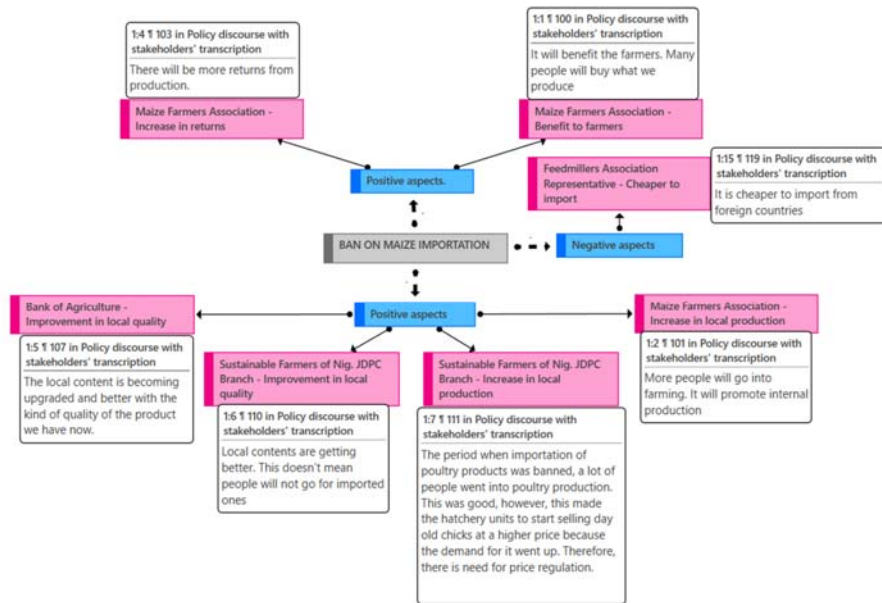 1:4 ¶ 103 in Policy discourse with
stakeholders' transcription
There will be more returns from
production.
Maize Farmers Association -
Increase in returns
1:1 ¶ 100 in Policy discourse with
stakeholders' transcription
It will benefit the farmers. Many
people will buy what we
produce
Maize Farmers Association -
Benefit to farmers
Feedmillers Association
Representative - Cheaper to
import
1:15 ¶ 119 in Policy discourse with
stakeholders' transcription
It is cheaper to import from
foreign countries
Positive aspects.
BAN ON MAIZE IMPORTATION
Negative aspects
Positive aspects
Bank of Agriculture -
Improvement in local quality
1:5 ¶ 107 in Policy discourse with
stakeholders' transcription
The local content is becoming
upgraded and better with the
kind of quality of the product
we have now.
Sustainable Farmers of Nig. JDPC
Branch - Improvement in local
quality
1:6 ¶ 110 in Policy discourse with
stakeholders' transcription
Local contents are getting
better. This doesn't mean
people will not go for imported
ones
Sustainable Farmers of Nig. JDPC
Branch - Increase in local
production
1:7 ¶ 111 in Policy discourse with
stakeholders' transcription
The period when importation of
poultry products was banned, a lot of
people went into poultry production.
This was good, however, this made
the hatchery units to start selling day
old chicks at a higher price because
the demand for it went up. Therefore,
there is need for price regulation.
Maize Farmers Association -
Increase in local production
1:2 ¶ 101 in Policy discourse with
stakeholders' transcription
More people will go into
farming. It will promote internal
production